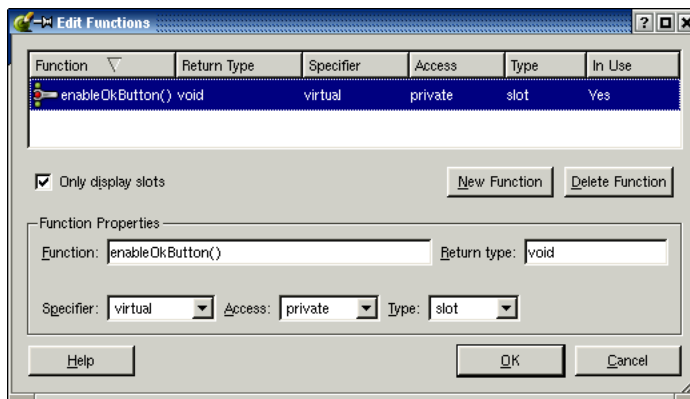 Edit Functions
Function Return Type Specifier Access Type In Use
enableOkButton() void virtual private slot Yes
Only display slots New Function Delete Function
Function Properties
Function: enableOkButton() Return type: void
Specifier: virtual Access: private Type: slot
Help OK Cancel